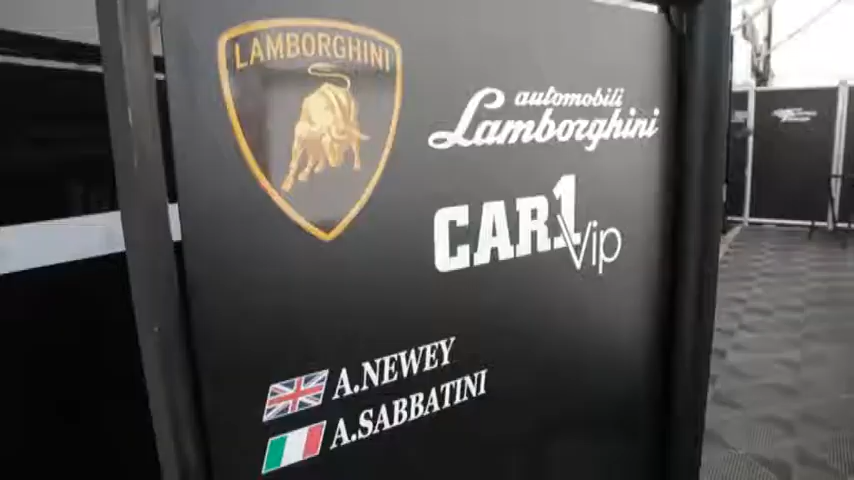 LAMBORGHINI
automobili
Lamborghini
CAR1
Vip
A.NEWEY
A.SABBATINI